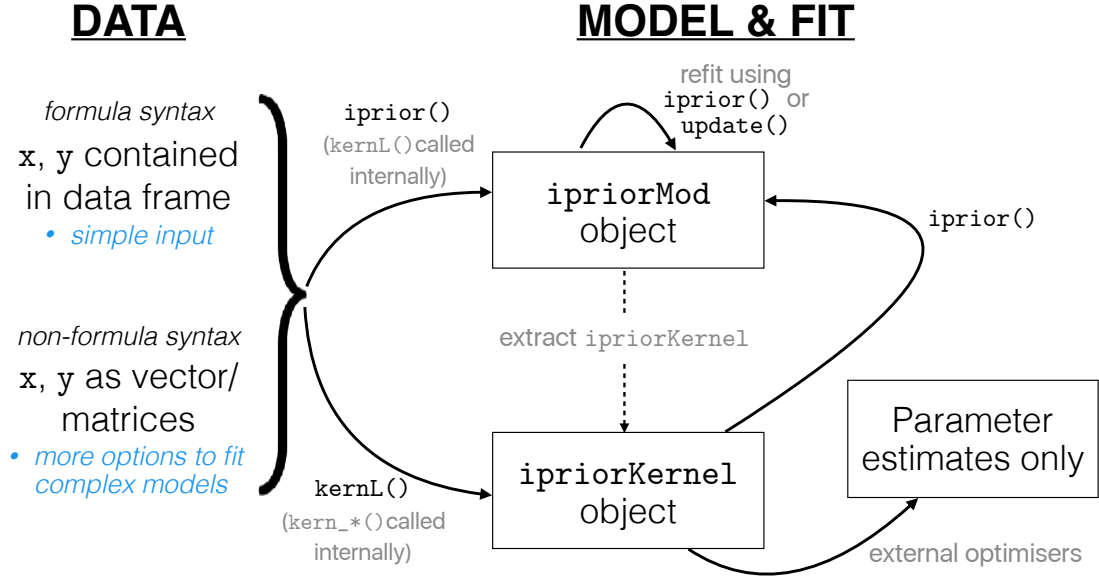 DATA
MODEL & FIT
formula syntax
x, y contained
in data frame
• simple input
non-formula syntax
x, y as vector/
matrices
• more options to fit
complex models
iprior()
(kernL() called
internally)
kernL()
(kern_*() called
internally)
refit using
iprior() or
update()
ipriorMod
object
iprior()
extract ipriorKernel
ipriorKernel
object
Parameter
estimates only
external optimisers